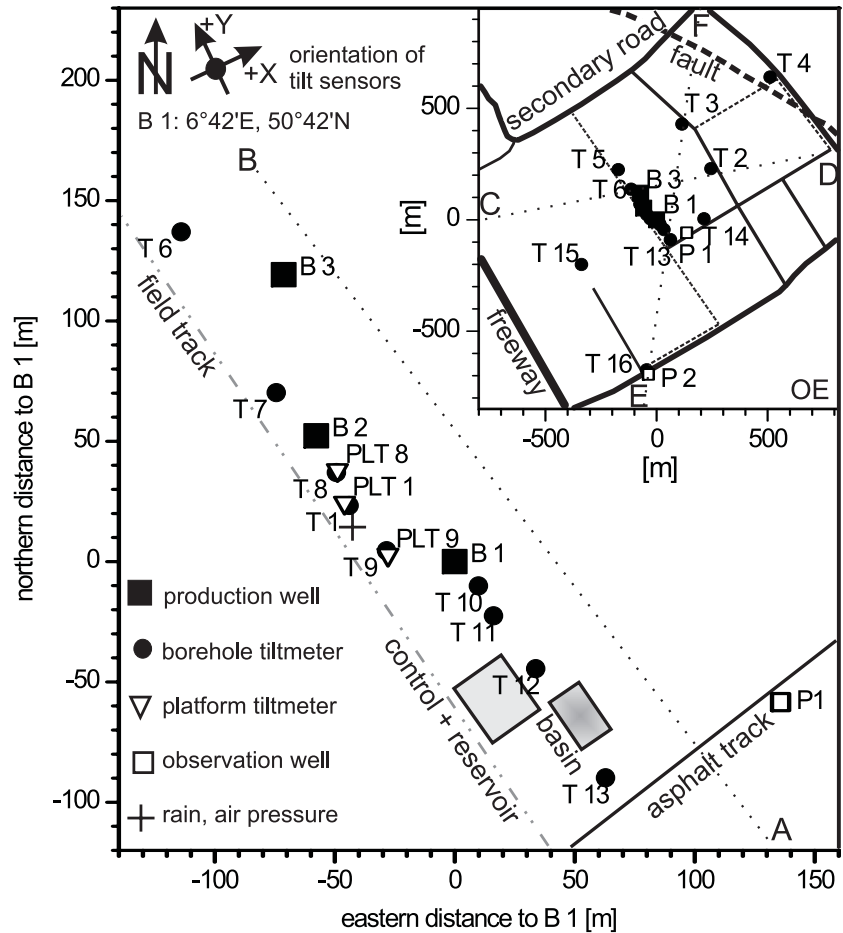 N
+Y
+X
orientation of
tilt sensors
B 1: 6°42'E, 50°42'N
200
150
100
50
0
-50
-100
northern distance to B 1 [m]
-100
-50
0
50
100
150
eastern distance to B 1 [m]
B
T 6
B 3
field track
T 7
B 2
PLT 8
T 8
PLT 1
T 1
PLT 9
T 9
B 1
T 10
T 11
T 12
T 13
control + reservoir
basin
asphalt track
P1
A
production well
borehole tiltmeter
platform tiltmeter
observation well
rain, air pressure
500
0
-500
[m]
-500
0
500
[m]
F
secondary road
fault
T 4
T 3
T 2
T 5
T 6
B 3
B 1
C
D
T 14
T 13
P 1
T 15
freeway
T 16
P 2
E
OE